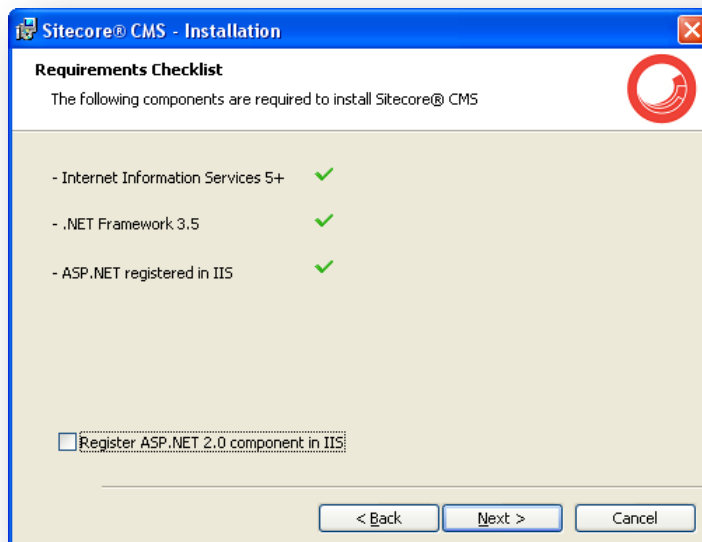 Sitecore® CMS - Installation
Requirements Checklist
The following components are required to install Sitecore® CMS
- Internet Information Services 5+
- .NET Framework 3.5
- ASP.NET registered in IIS
Register ASP.NET 2.0 component in IIS
< Back Next > Cancel